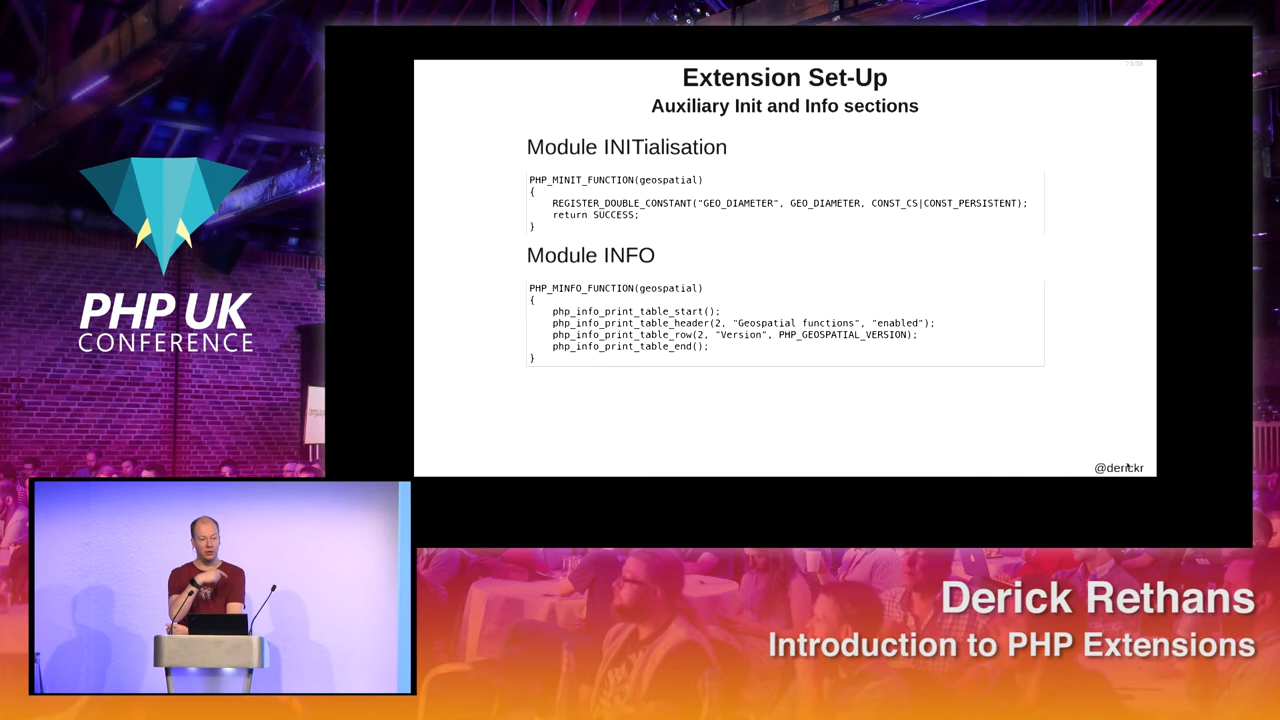 Extension Set-Up
Auxiliary Init and Info sections
Module INITialisation
PHP_MINIT_FUNCTION(geospatial)
{
    REGISTER_DOUBLE_CONSTANT("GEO_DIAMETER", GEO_DIAMETER, CONST_CS|CONST_PERSISTENT);
    return SUCCESS;
}
Module INFO
PHP_MINFO_FUNCTION(geospatial)
{
    php_info_print_table_start();
    php_info_print_table_header(2, "Geospatial functions", "enabled");
    php_info_print_table_row(2, "Version", PHP_GEOSPATIAL_VERSION);
    php_info_print_table_end();
}
@derickr
PHP UK
CONFERENCE
Derick Rethans
Introduction to PHP Extensions